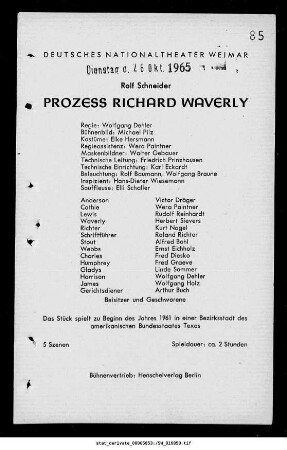 85
DEUTSCHES NATIONALTHEATER WEIMAR
Dienstag d. 26 Okt. 1965
Rolf Schneider
PROZESS RICHARD WAVERLY
Regie: Wolfgang Dehler
Bühnenbild: Michael Pilz
Kostüme: Elke Hersmann
Regieassistenz: Wera Paintner
Maskenbildner: Walter Gebauer
Technische Leitung: Friedrich Prinzhausen
Technische Einrichtung: Karl Eckardt
Beleuchtung: Rolf Baumann, Wolfgang Braune
Inspizient: Hans-Dieter Wiesemann
Souffleuse: Elli Schaller
Anderson Victor Dräger
Cathie Wera Paintner
Lewis Rudolf Reinhardt
Waverly Herbert Sievers
Richter Kurt Nagel
Schriftführer Roland Richter
Stout Alfred Bohl
Webbs Ernst Eichholz
Charles Fred Diesko
Humphrey Fred Graeve
Gladys Linde Sommer
Harrison Wolfgang Dehler
James Wolfgang Holz
Gerichtsdiener Arthur Buch
Beisitzer und Geschworene
Das Stück spielt zu Beginn des Jahres 1961 in einer Bezirksstadt des
amerikanischen Bundesstaates Texas
5 Szenen Spieldauer: ca. 2 Stunden
Bühnenvertrieb: Henschelverlag Berlin